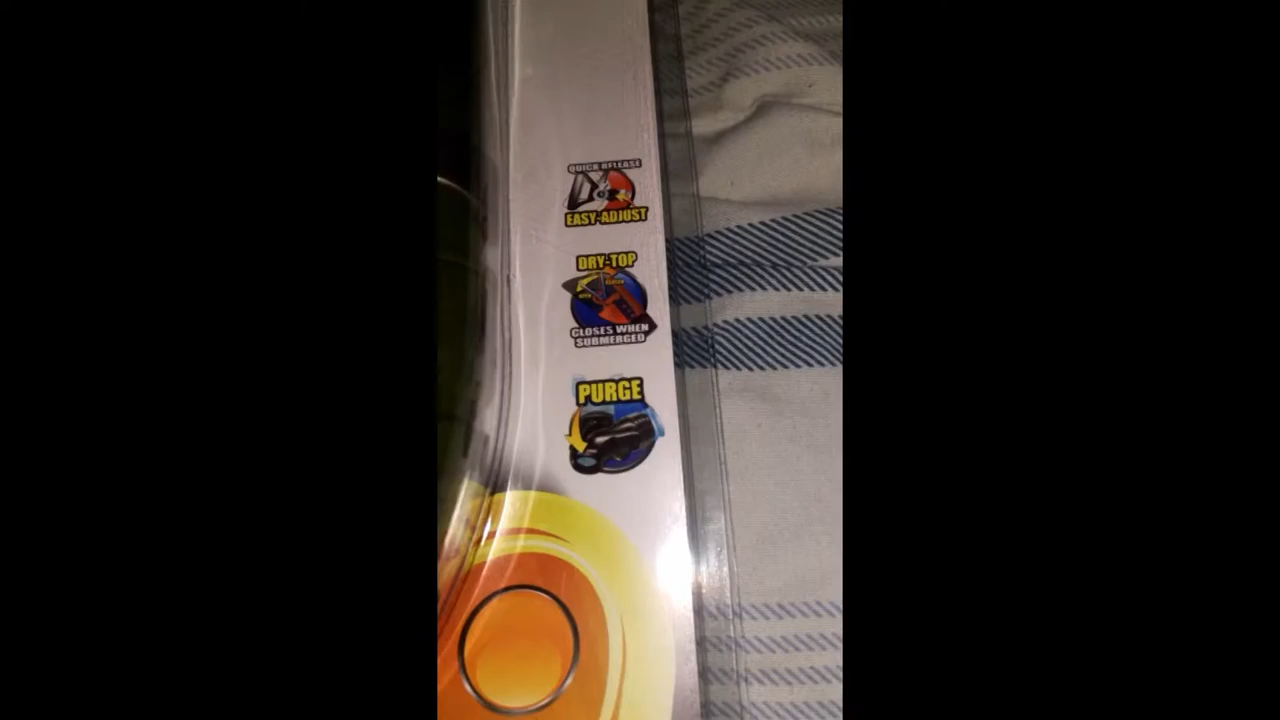 QUICK RELEASE
EASY-ADJUST
DRY-TOP
CLOSES WHEN
SUBMERGED
PURGE